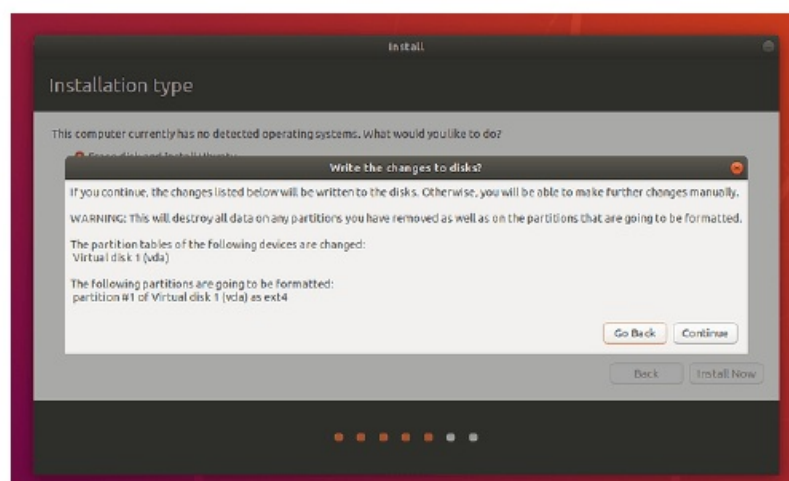 Install
Installation type
This computer currently has no detected operating systems. What would you like to do?
Erase disk and install Ubuntu
Write the changes to disks?
If you continue, the changes listed below will be written to the disks. Otherwise, you will be able to make further changes manually.
WARNING: This will destroy all data on any partitions you have removed as well as on the partitions that are going to be formatted.
The partition tables of the following devices are changed:
Virtual disk 1 (vda)
The following partitions are going to be formatted:
partition #1 of Virtual disk 1 (vda) as ext4
Go Back
Continue
Back
Install Now